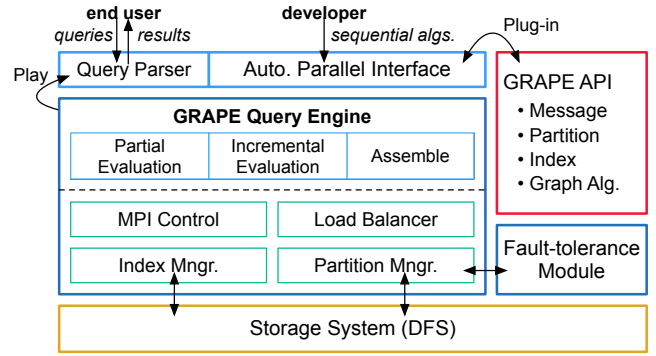 end user
developer
queries
results
sequential algs.
Plug-in
Play
Query Parser
Auto. Parallel Interface
GRAPE API
• Message
• Partition
• Index
• Graph Alg.
GRAPE Query Engine
Partial
Evaluation
Incremental
Evaluation
Assemble
MPI Control
Load Balancer
Index Mngr.
Partition Mngr.
Fault-tolerance
Module
Storage System (DFS)